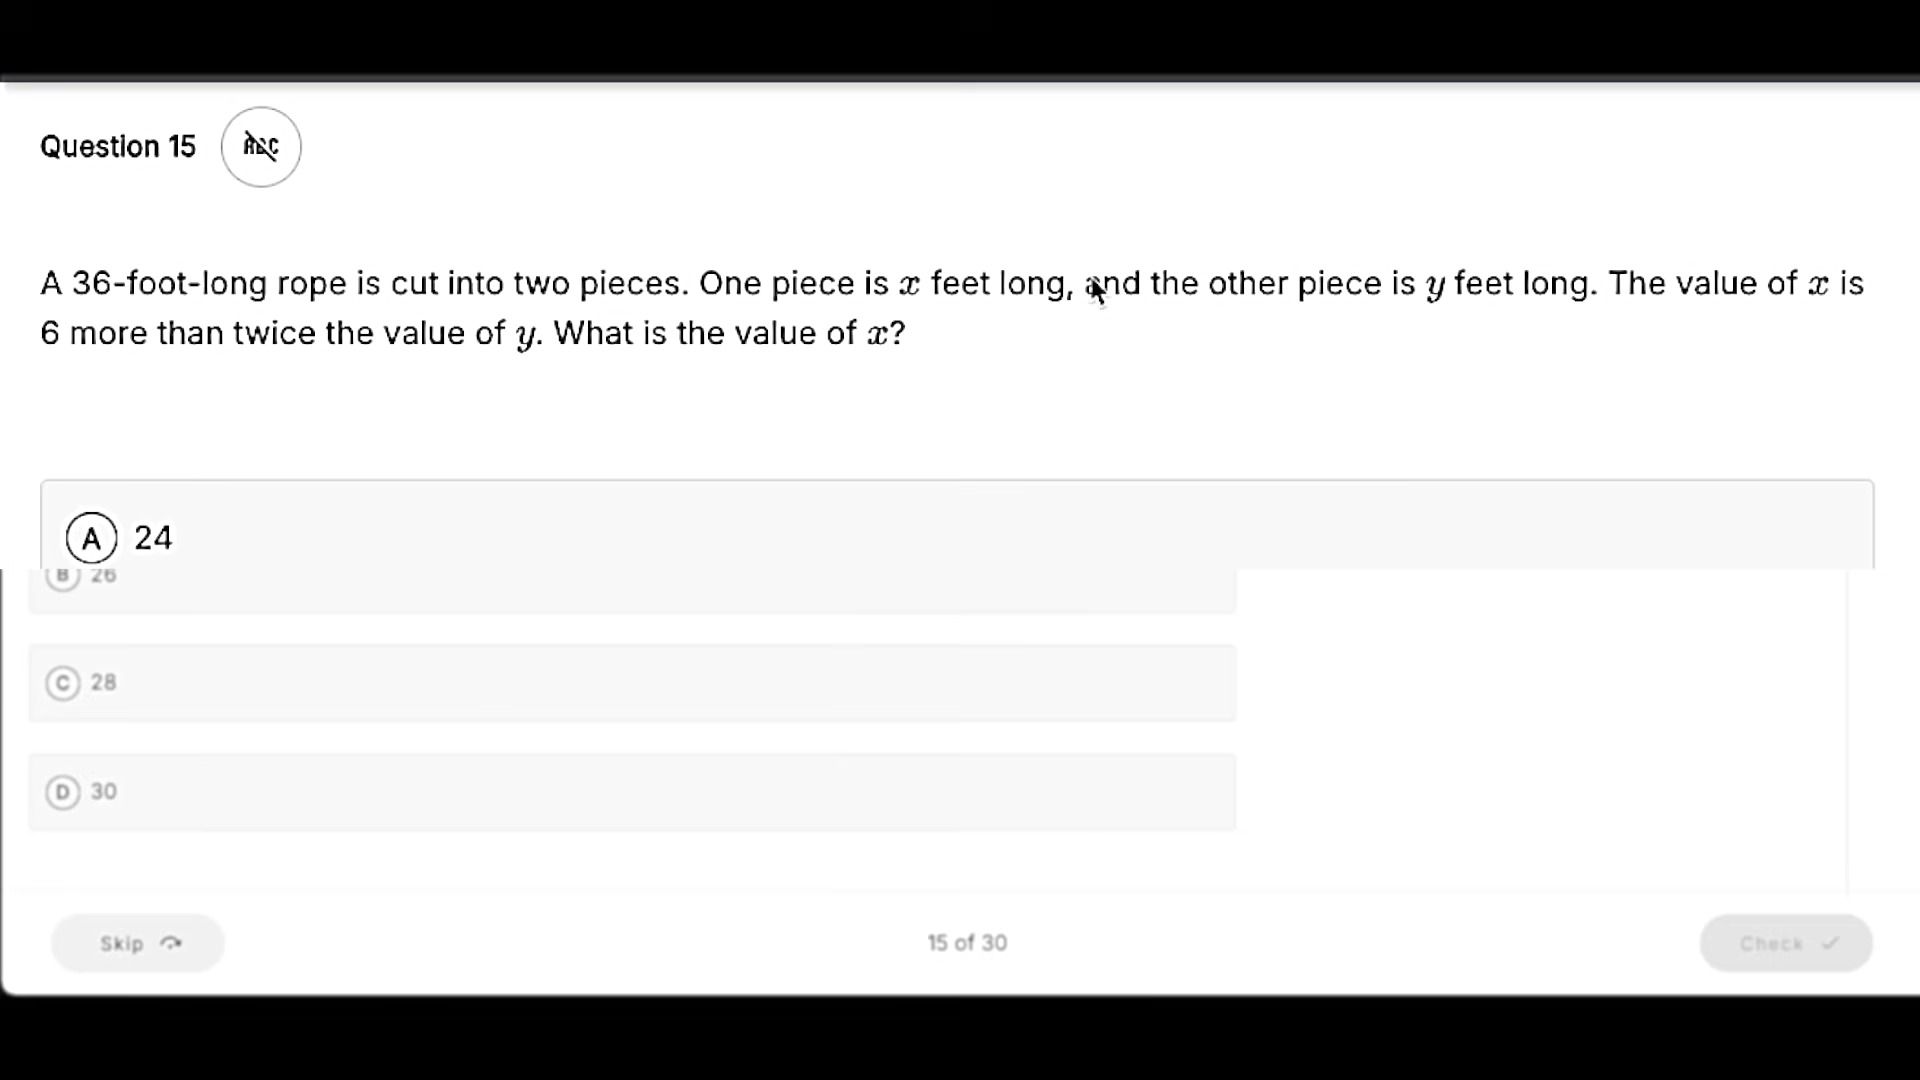 Question 15 ABC
A 36-foot-long rope is cut into two pieces. One piece is x feet long, and the other piece is y feet long. The value of x is
6 more than twice the value of y. What is the value of x?
A 24
B 26
C 28
D 30
Skip 15 of 30 Check